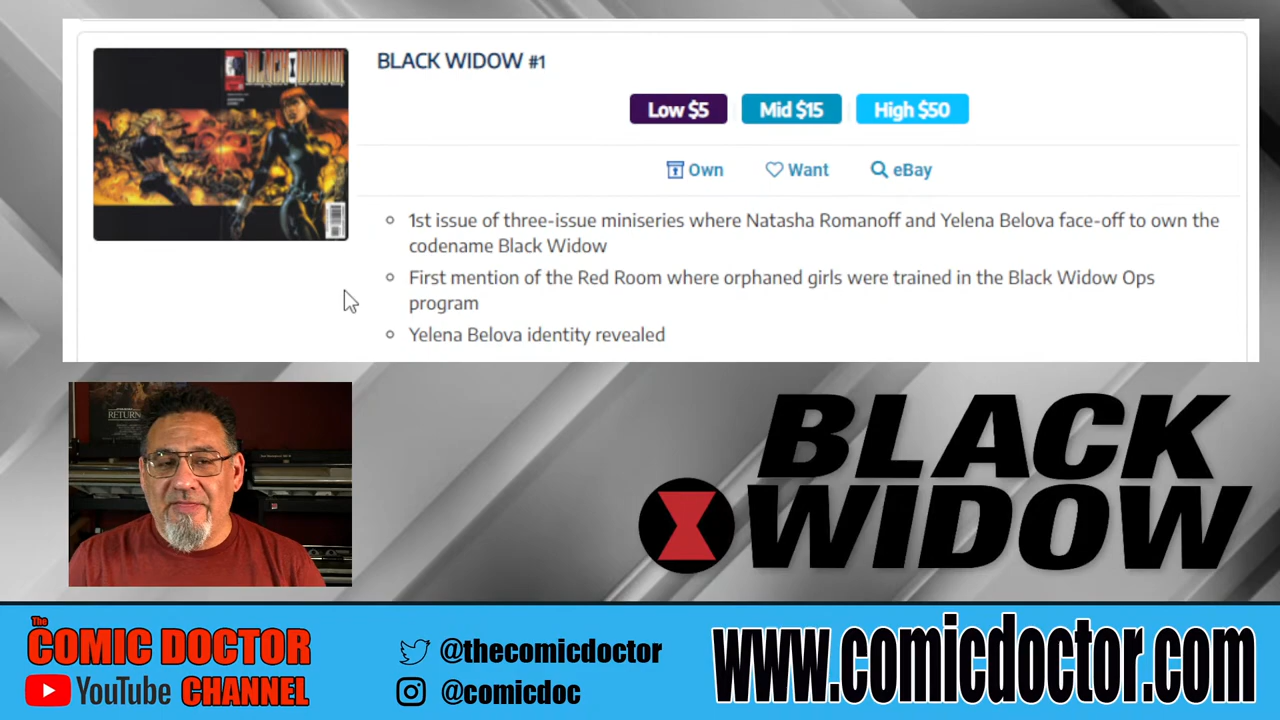 BLACK WIDOW #1
Low $5 Mid $15 High $50
Own Want eBay
1st issue of three-issue miniseries where Natasha Romanoff and Yelena Belova face-off to own the
codename Black Widow
First mention of the Red Room where orphaned girls were trained in the Black Widow Ops
program
Yelena Belova identity revealed
BLACK WIDOW
RETURN
BLACK
WIDOW
The
COMIC DOCTOR
YouTube CHANNEL
@thecomicdoctor
@comicdoc
www.comicdoctor.com